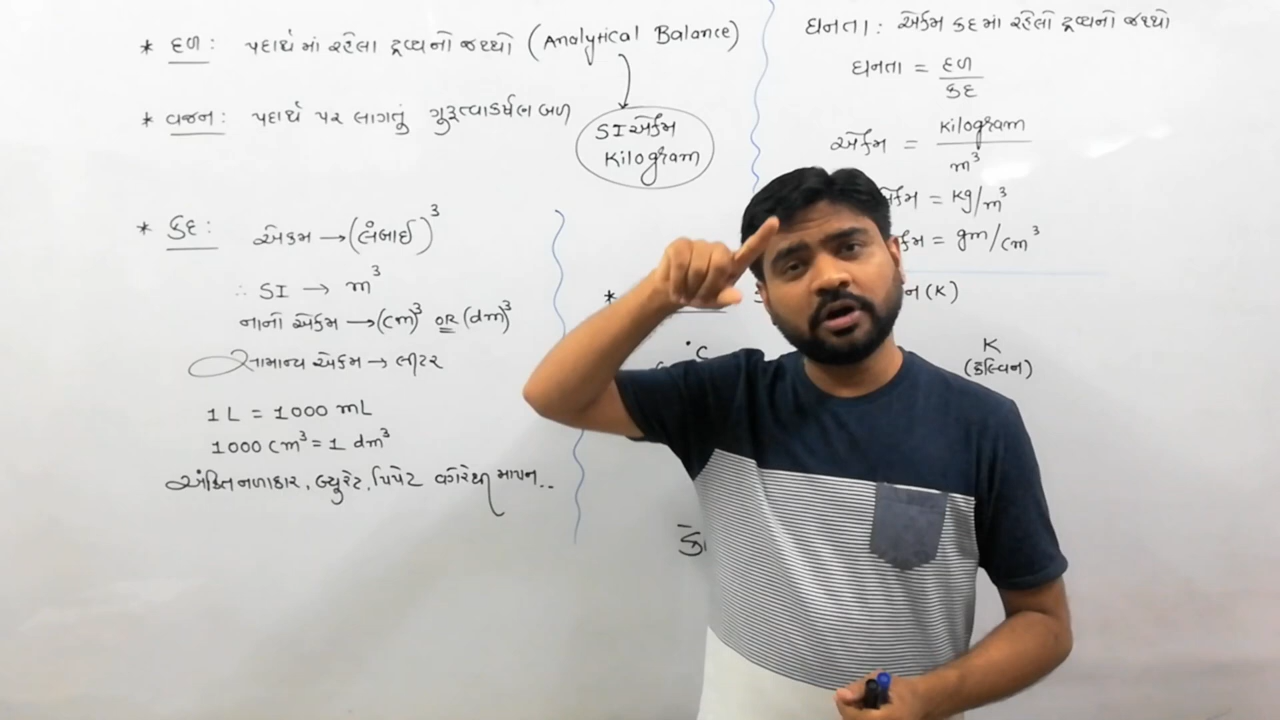 * દળ : પદાર્થમાં રહેલા દ્રવ્યનો જથ્થો (Analytical Balance)
SI એકમ
Kilogram
* વજન : પદાર્થ પર લાગતું ગુરૂત્વાકર્ષણ બળ
* કદ : એકમ → (લંબાઈ)³
∴ SI → m³
નાનો એકમ → (cm)³ OR (dm)³
સામાન્ય એકમ → લીટર
1 L = 1000 mL
1000 cm³ = 1 dm³
અંકિત નળાકાર, બ્યુરેટ, પિપેટ વગેરેથી માપન..
ઘનતા : એકમ કદમાં રહેલો દ્રવ્યનો જથ્થો
ઘનતા = દળ / કદ
એકમ = Kilogram / m³
એકમ = Kg/m³
કમ = gm/cm³
*
ન (K)
°C K
(કેલ્વિન)